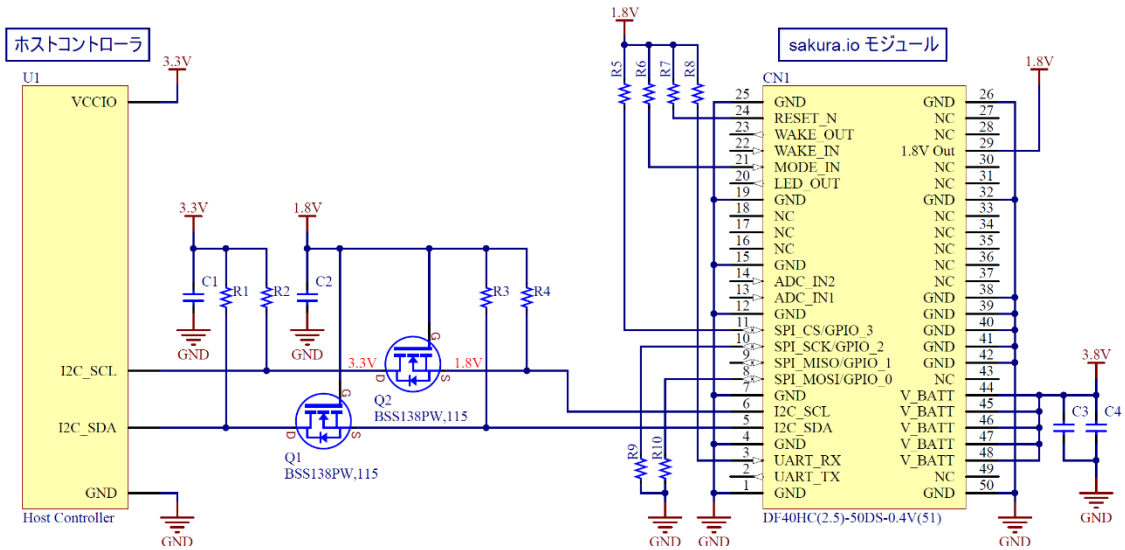 ホストコントローラ
U1
3.3V
VCCIO
I2C_SCL
I2C_SDA
GND
Host Controller
GND
3.3V
C1
R1
R2
GND
1.8V
C2
GND
R3
R4
3.3V
1.8V
G
D
S
Q2
BSS138PW,115
G
D
S
Q1
BSS138PW,115
1.8V
R5
R6
R7
R8
R9
R10
GND
GND
sakura.io モジュール
CN1
1.8V
25 GND GND 26
24 RESET_N NC 27
23 WAKE_OUT NC 28
22 WAKE_IN 1.8V Out 29
21 MODE_IN NC 30
20 LED_OUT NC 31
19 GND GND 32
18 NC NC 33
17 NC NC 34
16 NC NC 35
15 GND NC 36
14 ADC_IN2 NC 37
13 ADC_IN1 GND 38
12 GND GND 39
11 SPI_CS/GPIO_3 GND 40
10 SPI_SCK/GPIO_2 GND 41
9 SPI_MISO/GPIO_1 GND 42
8 SPI_MOSI/GPIO_0 NC 43
7 GND V_BATT 44
6 I2C_SCL V_BATT 45
5 I2C_SDA V_BATT 46
4 GND V_BATT 47
3 UART_RX V_BATT 48
2 UART_TX NC 49
1 GND GND 50
DF40HC(2.5)-50DS-0.4V(51)
GND
3.8V
C3
C4
GND